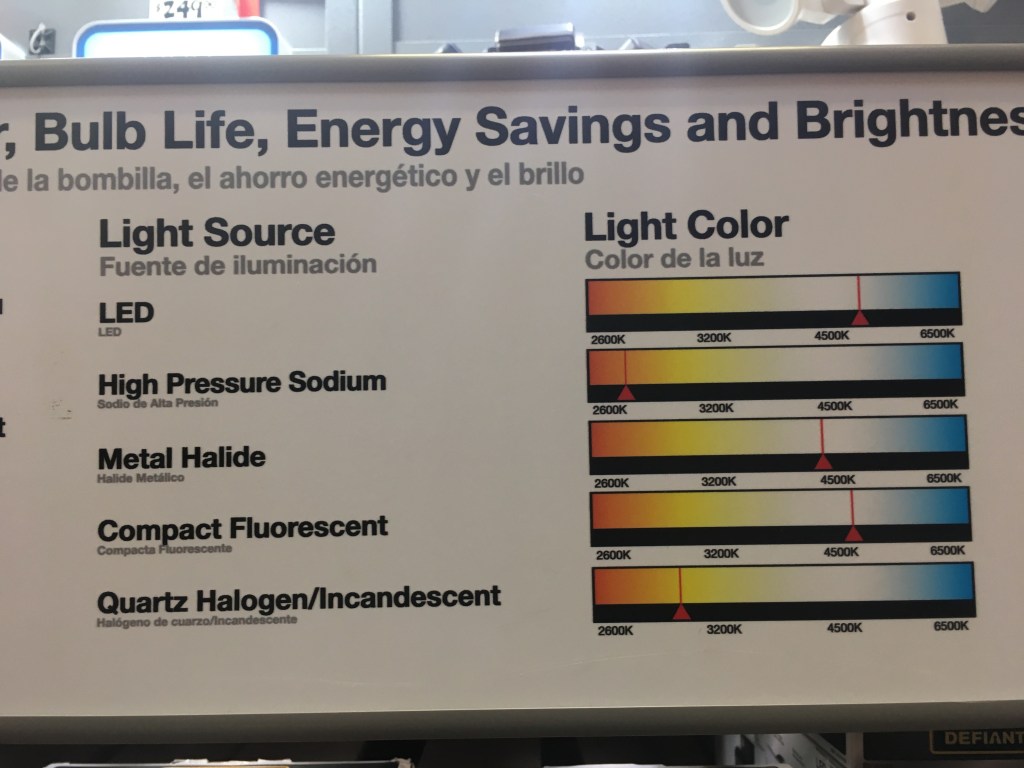 $249
r, Bulb Life, Energy Savings and Brightnes
de la bombilla, el ahorro energético y el brillo
Light Source
Fuente de iluminación
Light Color
Color de la luz
LED
LED
2600K 3200K 4500K 6500K
High Pressure Sodium
Sodio de Alta Presión
2600K 3200K 4500K 6500K
t
Metal Halide
Halide Metálico
2600K 3200K 4500K 6500K
Compact Fluorescent
Compacta Fluorescente
2600K 3200K 4500K 6500K
Quartz Halogen/Incandescent
Halógeno de cuarzo/Incandescente
2600K 3200K 4500K 6500K
DEFIANT